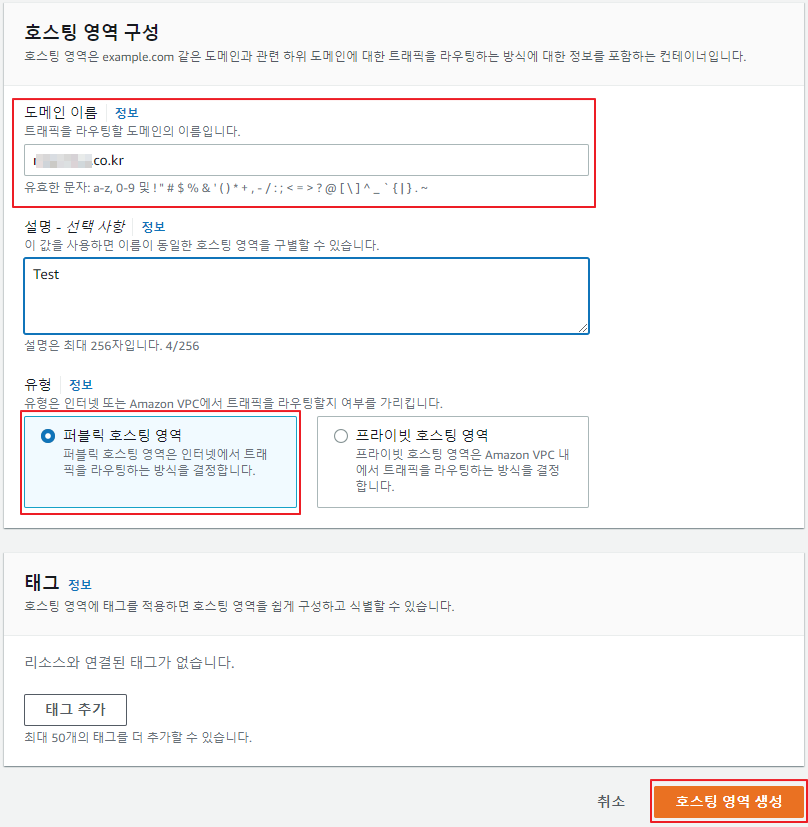 호스팅 영역 구성
호스팅 영역은 example.com 같은 도메인과 관련 하위 도메인에 대한 트래픽을 라우팅하는 방식에 대한 정보를 포함하는 컨테이너입니다.
도메인 이름 정보
트래픽을 라우팅할 도메인의 이름입니다.
co.kr
유효한 문자: a-z, 0-9 및 ! " # $ % & ' ( ) * + , - / : ; < = > ? @ [ \ ] ^ _ ` { | } . ~
설명 - 선택 사항 정보
이 값을 사용하면 이름이 동일한 호스팅 영역을 구별할 수 있습니다.
Test
설명은 최대 256자입니다. 4/256
유형 정보
유형은 인터넷 또는 Amazon VPC에서 트래픽을 라우팅할지 여부를 가리킵니다.
퍼블릭 호스팅 영역
퍼블릭 호스팅 영역은 인터넷에서 트래
픽을 라우팅하는 방식을 결정합니다.
프라이빗 호스팅 영역
프라이빗 호스팅 영역은 Amazon VPC 내
에서 트래픽을 라우팅하는 방식을 결정
합니다.
태그 정보
호스팅 영역에 태그를 적용하면 호스팅 영역을 쉽게 구성하고 식별할 수 있습니다.
리소스와 연결된 태그가 없습니다.
태그 추가
최대 50개의 태그를 더 추가할 수 있습니다.
취소
호스팅 영역 생성